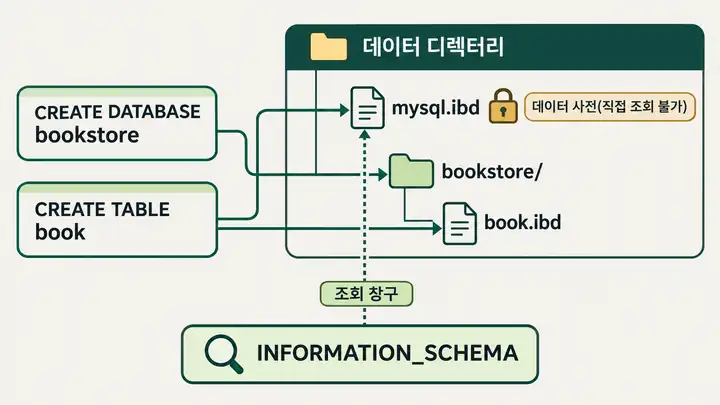 데이터 디렉터리
CREATE DATABASE
bookstore
mysql.ibd
데이터 사전(직접 조회 불가)
bookstore/
CREATE TABLE
book
book.ibd
조회 창구
INFORMATION_SCHEMA